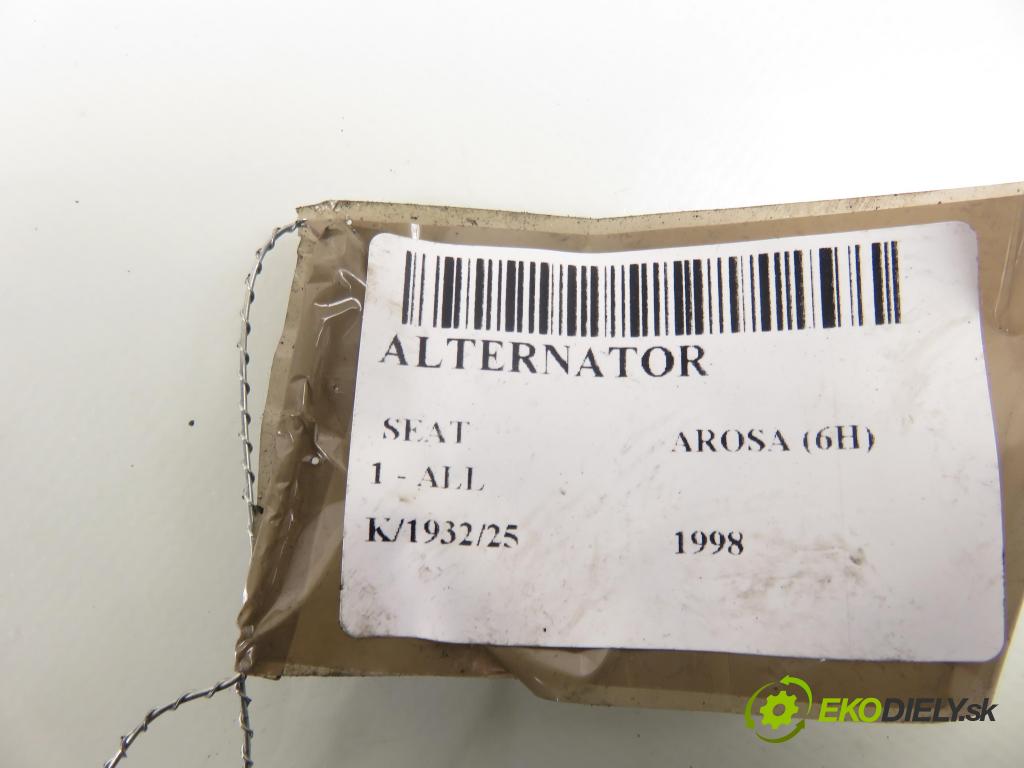 ALTERNATOR
SEAT AROSA (6H)
1 - ALL
K/1932/25 1998
EKODIELY.sk